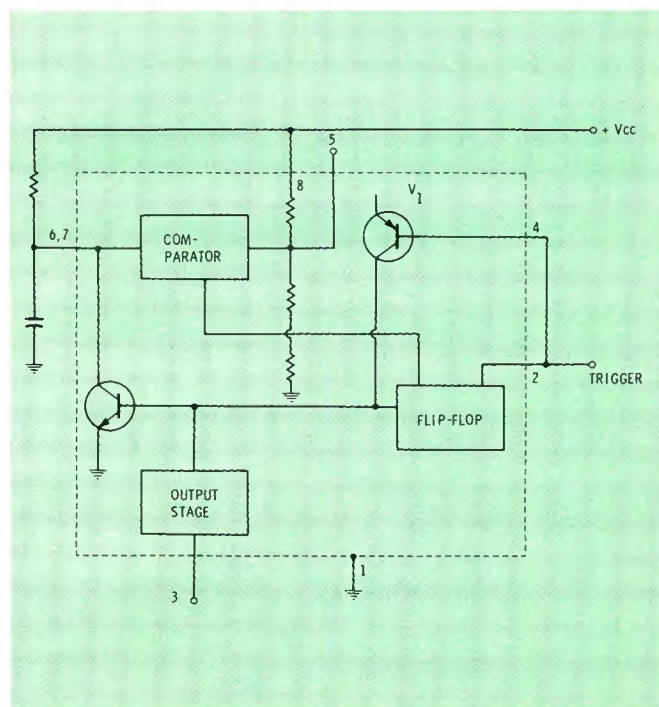 + Vcc
5
8
V1
6,7
COM-
PARATOR
4
2
TRIGGER
FLIP-FLOP
OUTPUT
STAGE
1
3